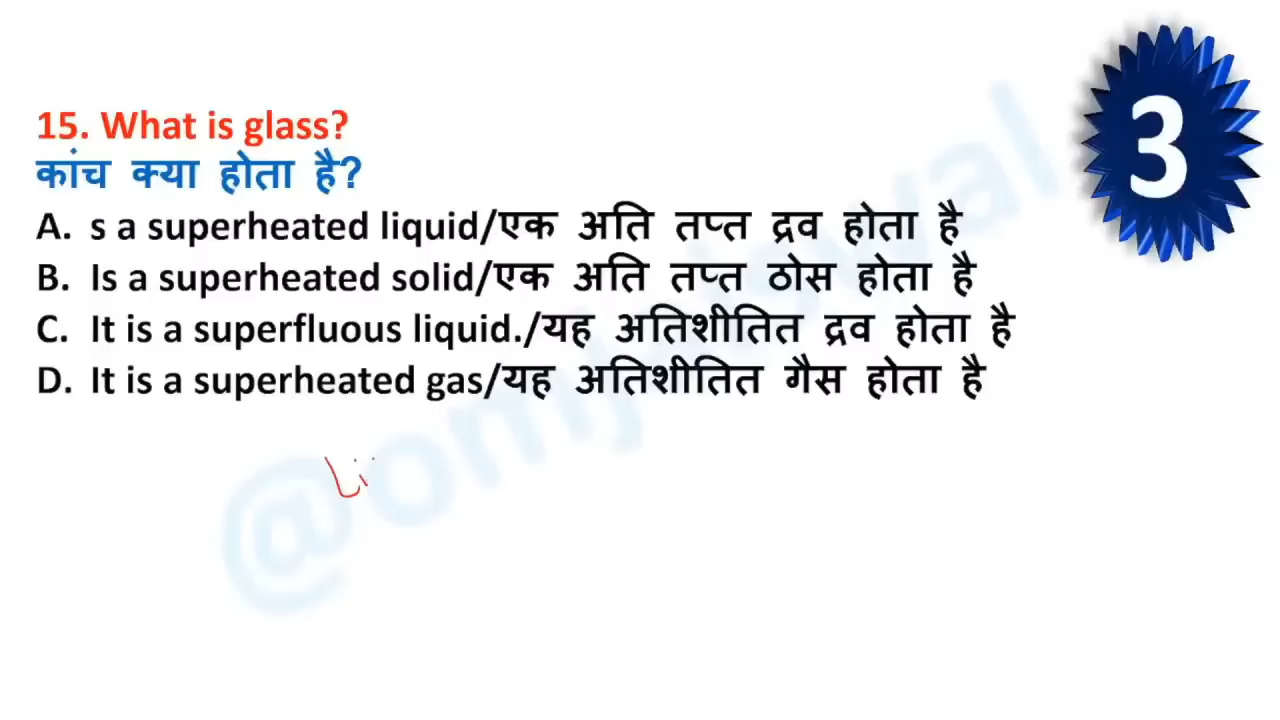 3
15. What is glass?
कांच क्या होता है?
A. s a superheated liquid/एक अति तप्त द्रव होता है
B. Is a superheated solid/एक अति तप्त ठोस होता है
C. It is a superfluous liquid./यह अतिशीतित द्रव होता है
D. It is a superheated gas/यह अतिशीतित गैस होता है
Li